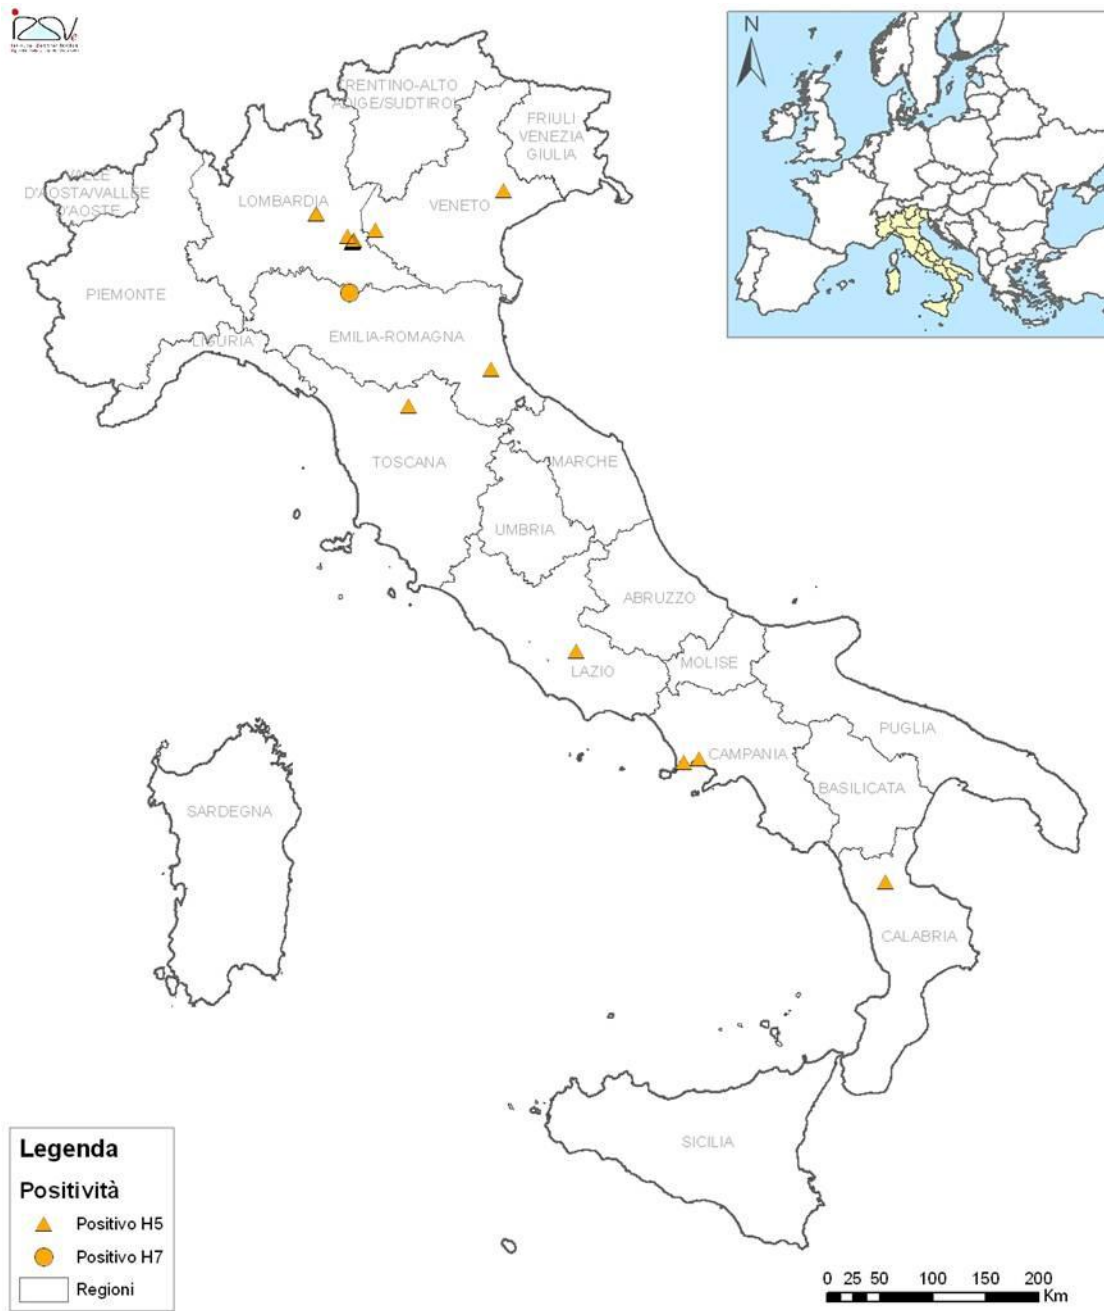 IZSVe
N
TRENTINO-ALTO
ADIGE/SUDTIROL
FRIULI
VENEZIA
GIULIA
VALLE
D'AOSTA/VALLEE
D'AOSTE
LOMBARDIA
VENETO
PIEMONTE
EMILIA-ROMAGNA
LIGURIA
TOSCANA
MARCHE
UMBRIA
ABRUZZO
LAZIO
MOLISE
PUGLIA
CAMPANIA
BASILICATA
SARDEGNA
CALABRIA
SICILIA
Legenda
Positività
Positivo H5
Positivo H7
Regioni
0 25 50 100 150 200
Km